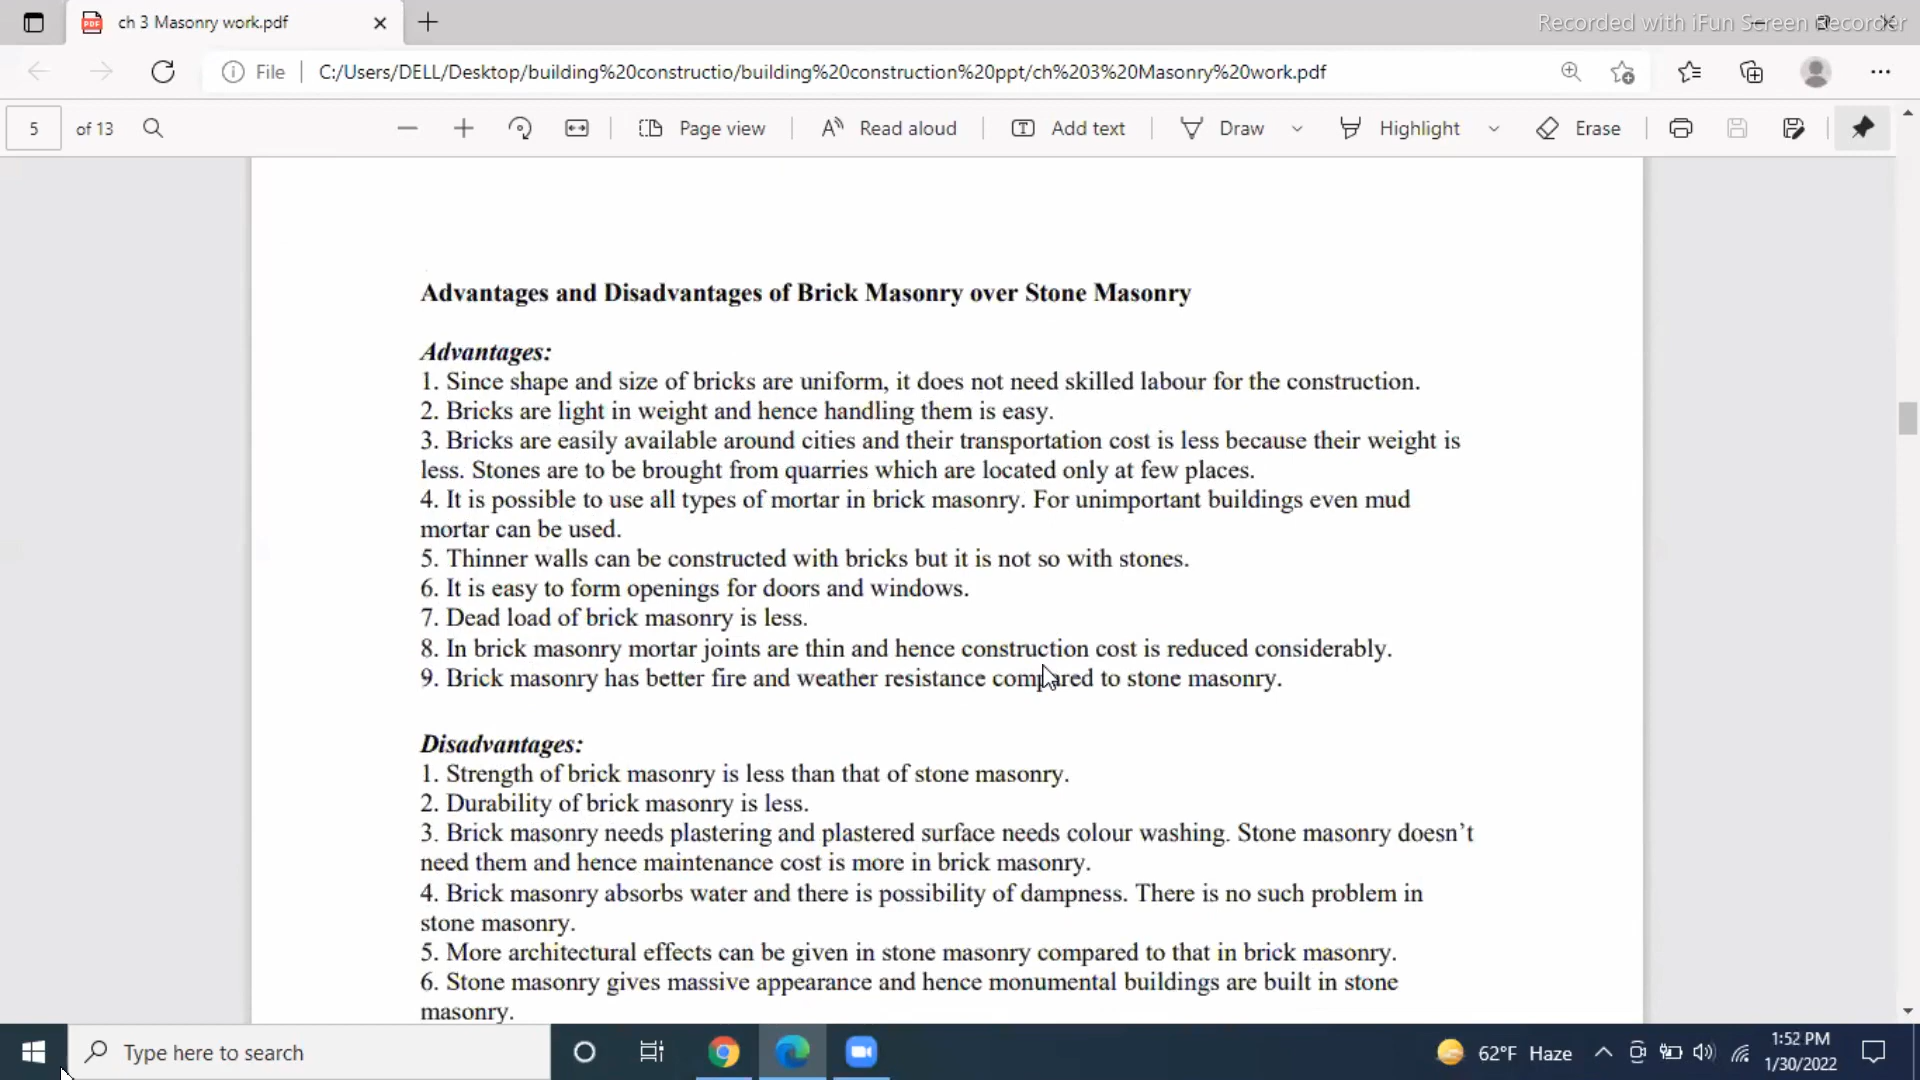 ch 3 Masonry work.pdf
Recorded with iFun Screen Recorder
File
C:/Users/DELL/Desktop/building%20constructio/building%20construction%20ppt/ch%203%20Masonry%20work.pdf
5 of 13
Page view
Read aloud
Add text
Draw
Highlight
Erase
Advantages and Disadvantages of Brick Masonry over Stone Masonry
Advantages:
1. Since shape and size of bricks are uniform, it does not need skilled labour for the construction.
2. Bricks are light in weight and hence handling them is easy.
3. Bricks are easily available around cities and their transportation cost is less because their weight is
less. Stones are to be brought from quarries which are located only at few places.
4. It is possible to use all types of mortar in brick masonry. For unimportant buildings even mud
mortar can be used.
5. Thinner walls can be constructed with bricks but it is not so with stones.
6. It is easy to form openings for doors and windows.
7. Dead load of brick masonry is less.
8. In brick masonry mortar joints are thin and hence construction cost is reduced considerably.
9. Brick masonry has better fire and weather resistance compared to stone masonry.
Disadvantages:
1. Strength of brick masonry is less than that of stone masonry.
2. Durability of brick masonry is less.
3. Brick masonry needs plastering and plastered surface needs colour washing. Stone masonry doesn’t
need them and hence maintenance cost is more in brick masonry.
4. Brick masonry absorbs water and there is possibility of dampness. There is no such problem in
stone masonry.
5. More architectural effects can be given in stone masonry compared to that in brick masonry.
6. Stone masonry gives massive appearance and hence monumental buildings are built in stone
masonry.
Type here to search
62°F Haze
1:52 PM
1/30/2022